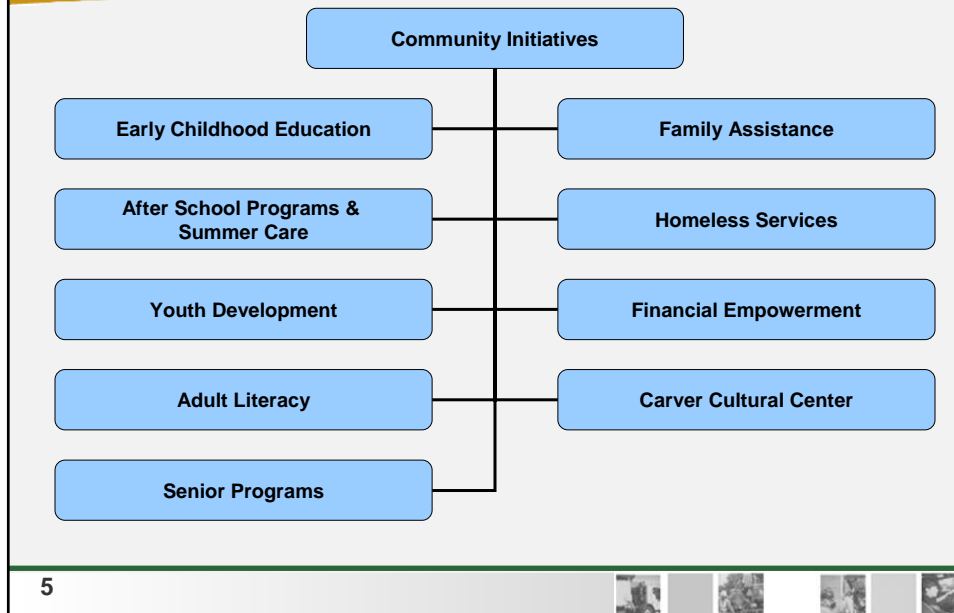 Community Initiatives
Early Childhood Education
Family Assistance
After School Programs &
Summer Care
Homeless Services
Youth Development
Financial Empowerment
Adult Literacy
Carver Cultural Center
Senior Programs
5